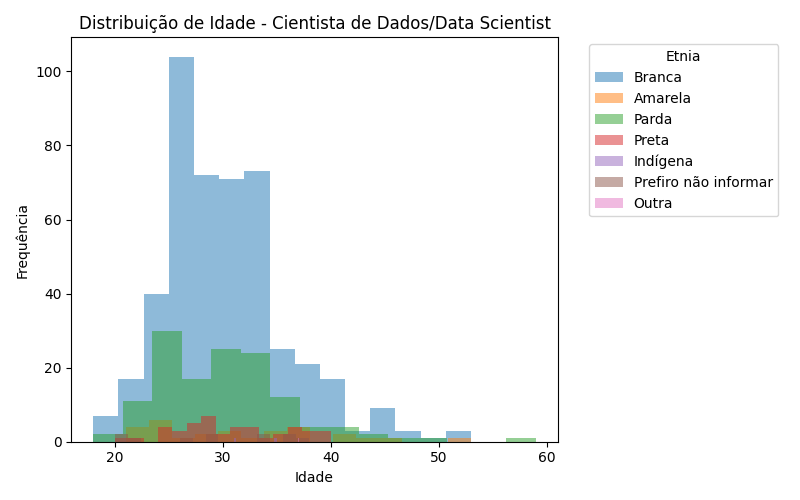 Distribuição de Idade - Cientista de Dados/Data Scientist
Frequência
100
80
60
40
20
0
20
30
40
50
60
Idade
Etnia
Branca
Amarela
Parda
Preta
Indígena
Prefiro não informar
Outra